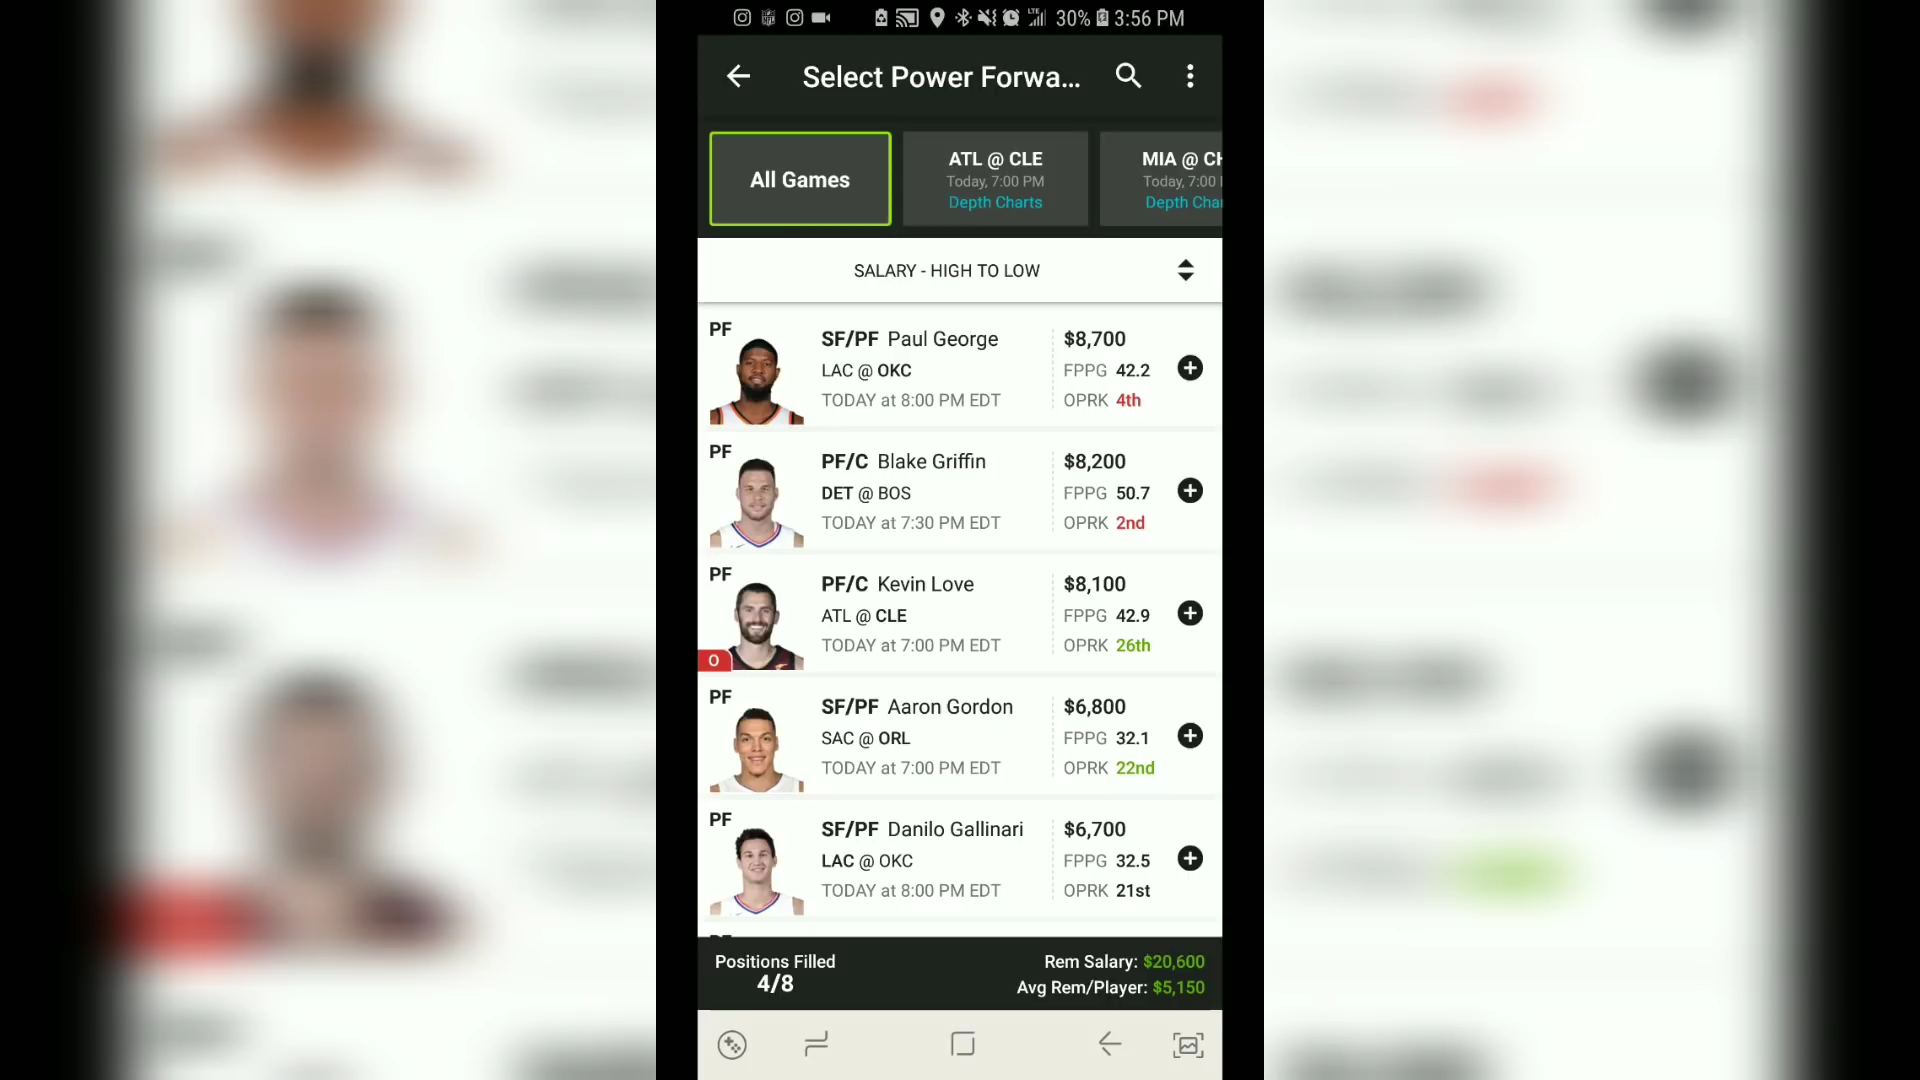 LTE 30% 3:56 PM
Select Power Forwa...
All Games
ATL @ CLE
Today, 7:00 PM
Depth Charts
MIA @ CH
Today, 7:00
Depth Char
SALARY - HIGH TO LOW
PF
SF/PF Paul George $8,700
LAC @ OKC FPPG 42.2
TODAY at 8:00 PM EDT OPRK 4th
PF
PF/C Blake Griffin $8,200
DET @ BOS FPPG 50.7
TODAY at 7:30 PM EDT OPRK 2nd
PF
PF/C Kevin Love $8,100
ATL @ CLE FPPG 42.9
O TODAY at 7:00 PM EDT OPRK 26th
PF
SF/PF Aaron Gordon $6,800
SAC @ ORL FPPG 32.1
TODAY at 7:00 PM EDT OPRK 22nd
PF
SF/PF Danilo Gallinari $6,700
LAC @ OKC FPPG 32.5
TODAY at 8:00 PM EDT OPRK 21st
Positions Filled Rem Salary: $20,600
4/8 Avg Rem/Player: $5,150